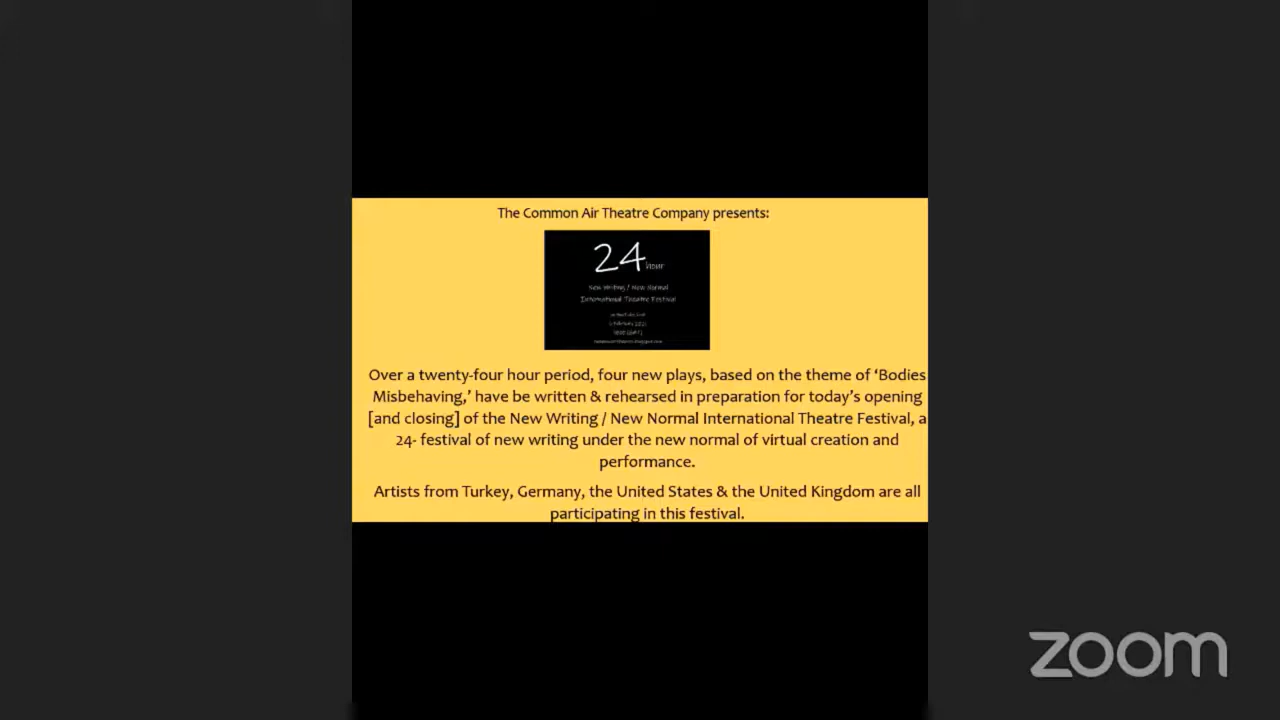 The Common Air Theatre Company presents:
24 hour
New Writing / New Normal
International Theatre Festival
Over a twenty-four hour period, four new plays, based on the theme of ‘Bodies
Misbehaving,’ have be written & rehearsed in preparation for today’s opening
[and closing] of the New Writing / New Normal International Theatre Festival, a
24- festival of new writing under the new normal of virtual creation and
performance.
Artists from Turkey, Germany, the United States & the United Kingdom are all
participating in this festival.
zoom